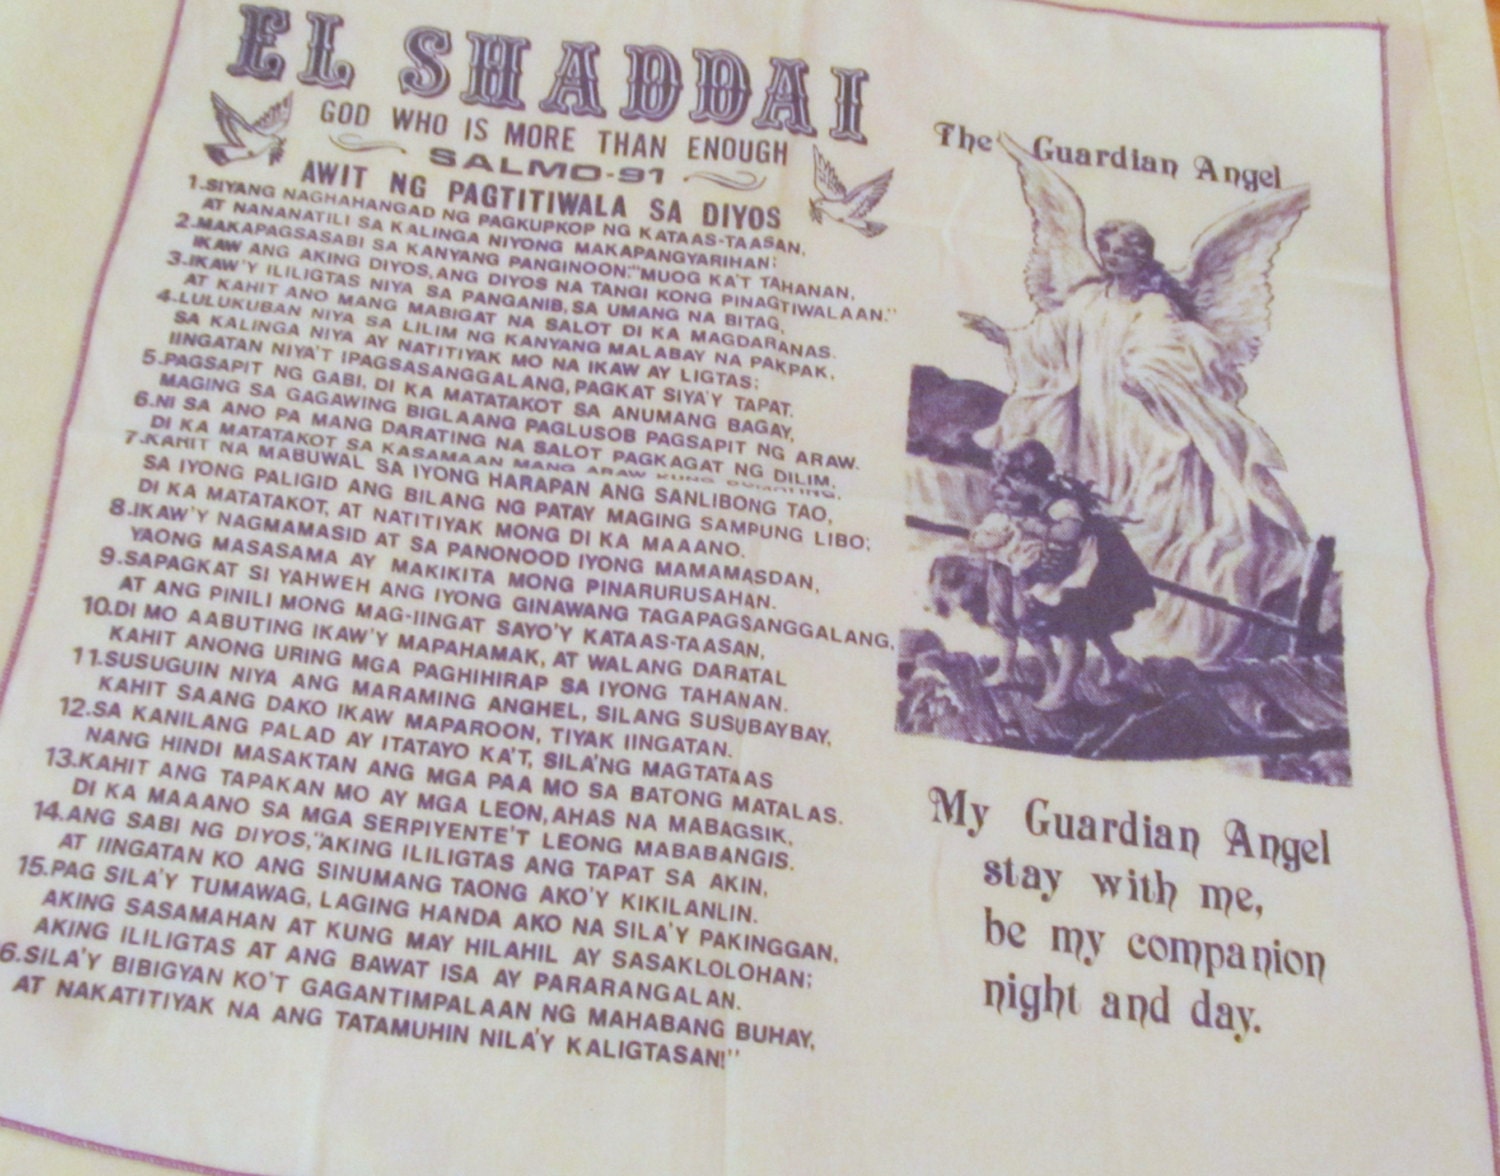 EL SHADDAI
GOD WHO IS MORE THAN ENOUGH
SALMO-91
AWIT NG PAGTITIWALA SA DIYOS
1.SIYANG NAGHAHANGAD NG PAGKUPKOP NG KATAAS-TAASAN,
AT NANANATILI SA KALINGA NIYONG MAKAPANGYARIHAN;
2.MAKAPAGSASABI SA KANYANG PANGINOON:"MUOG KA'T TAHANAN,
IKAW ANG AKING DIYOS,ANG DIYOS NA TANGI KONG PINAGTIWALAAN."
3.IKAW'Y ILILIGTAS NIYA SA PANGANIB,SA UMANG NA BITAG,
AT KAHIT ANO MANG MABIGAT NA SALOT DI KA MAGDARANAS.
4.LULUKUBAN NIYA SA LILIM NG KANYANG MALABAY NA PAKPAK,
SA KALINGA NIYA AY NATITIYAK MO NA IKAW AY LIGTAS;
IINGATAN NIYA'T IPAGSASANGGALANG,PAGKAT SIYA'Y TAPAT.
5.PAGSAPIT NG GABI, DI KA MATATAKOT SA ANUMANG BAGAY,
MAGING SA GAGAWING BIGLAANG PAGLUSOB PAGSAPIT NG ARAW.
6.NI SA ANO PA MANG DARATING NA SALOT PAGKAGAT NG DILIM,
DI KA MATATAKOT SA KASAMAAN MANG ARAW KUNG DUMATING.
7.KAHIT NA MABUWAL SA IYONG HARAPAN ANG SANLIBONG TAO,
SA IYONG PALIGID ANG BILANG NG PATAY MAGING SAMPUNG LIBO;
DI KA MATATAKOT, AT NATITIYAK MONG DI KA MAAANO.
8.IKAW'Y NAGMAMASID AT SA PANONOOD IYONG MAMAMASDAN,
YAONG MASASAMA AY MAKIKITA MONG PINARURUSAHAN.
9.SAPAGKAT SI YAHWEH ANG IYONG GINAWANG TAGAPAGSANGGALANG,
AT ANG PINILI MONG MAG-IINGAT SAYO'Y KATAAS-TAASAN,
10.DI MO AABUTING IKAW'Y MAPAHAMAK, AT WALANG DARATAL
KAHIT ANONG URING MGA PAGHIHIRAP SA IYONG TAHANAN.
11.SUSUGUIN NIYA ANG MARAMING ANGHEL, SILANG SUSUBAYBAY,
KAHIT SAANG DAKO IKAW MAPAROON, TIYAK IINGATAN.
12.SA KANILANG PALAD AY ITATAYO KA'T, SILA'NG MAGTATAAS
NANG HINDI MASAKTAN ANG MGA PAA MO SA BATONG MATALAS.
13.KAHIT ANG TAPAKAN MO AY MGA LEON,AHAS NA MABAGSIK,
DI KA MAAANO SA MGA SERPIYENTE'T LEONG MABABANGIS.
14.ANG SABI NG DIYOS,"AKING ILILIGTAS ANG TAPAT SA AKIN,
AT IINGATAN KO ANG SINUMANG TAONG AKO'Y KIKILANLIN.
15.PAG SILA'Y TUMAWAG, LAGING HANDA AKO NA SILA'Y PAKINGGAN,
AKING SASAMAHAN AT KUNG MAY HILAHIL AY SASAKLOLOHAN;
AKING ILILIGTAS AT ANG BAWAT ISA AY PARARANGALAN.
6.SILA'Y BIBIGYAN KO'T GAGANTIMPALAAN NG MAHABANG BUHAY,
AT NAKATITIYAK NA ANG TATAMUHIN NILA'Y KALIGTASAN!"
The Guardian Angel
My Guardian Angel
stay with me,
be my companion
night and day.